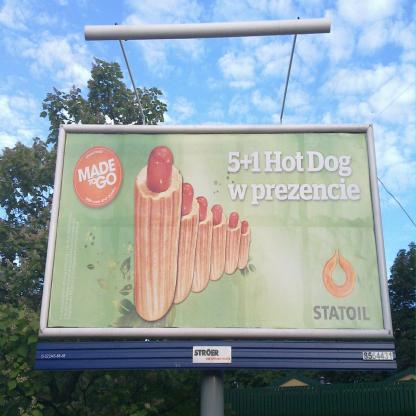 MADE
TO GO
5+1 Hot Dog
w prezencie
STATOIL
STRÖER